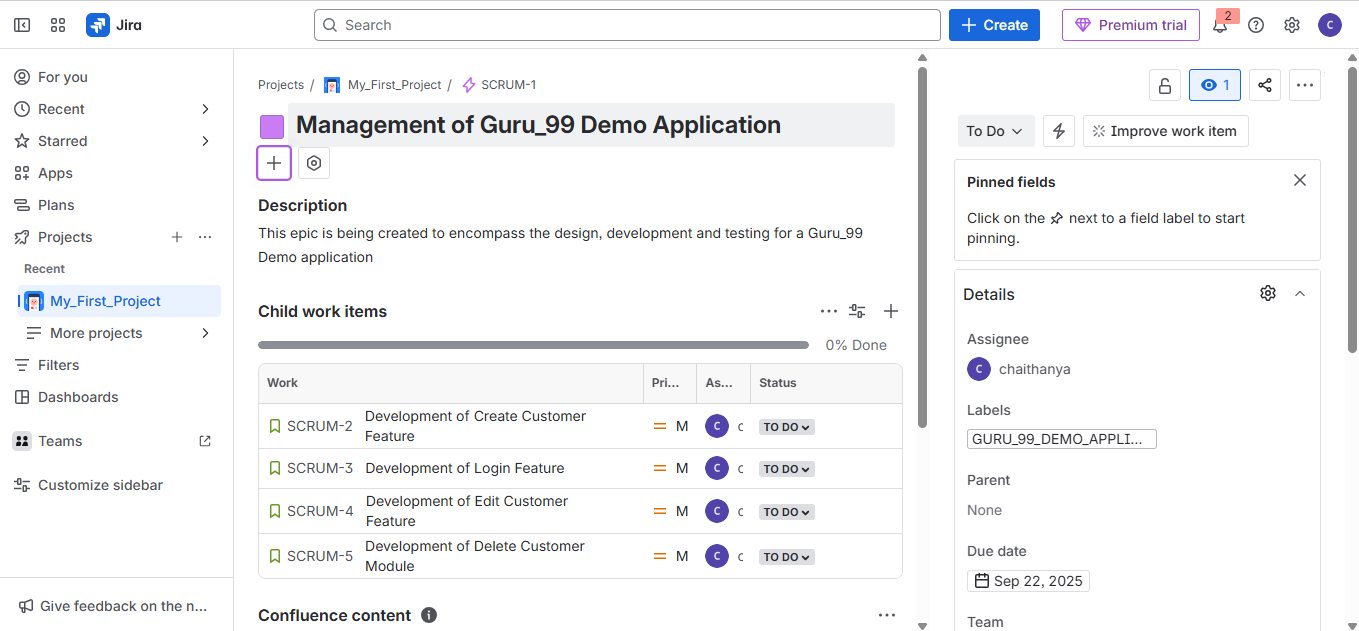 Jira
Search
Create
Premium trial
2
C
For you
Recent
Starred
Apps
Plans
Projects
Recent
My_First_Project
More projects
Filters
Dashboards
Teams
Customize sidebar
Give feedback on the n...
Projects / My_First_Project / SCRUM-1
Management of Guru_99 Demo Application
Description
This epic is being created to encompass the design, development and testing for a Guru_99
Demo application
Child work items
0% Done
Work Pri... As... Status
SCRUM-2 Development of Create Customer
Feature
M C c TO DO
SCRUM-3 Development of Login Feature M C c TO DO
SCRUM-4 Development of Edit Customer
Feature
M C c TO DO
SCRUM-5 Development of Delete Customer
Module
M C c TO DO
Confluence content
1
To Do
Improve work item
Pinned fields
Click on the next to a field label to start
pinning.
Details
Assignee
C chaithanya
Labels
GURU_99_DEMO_APPLI...
Parent
None
Due date
Sep 22, 2025
Team